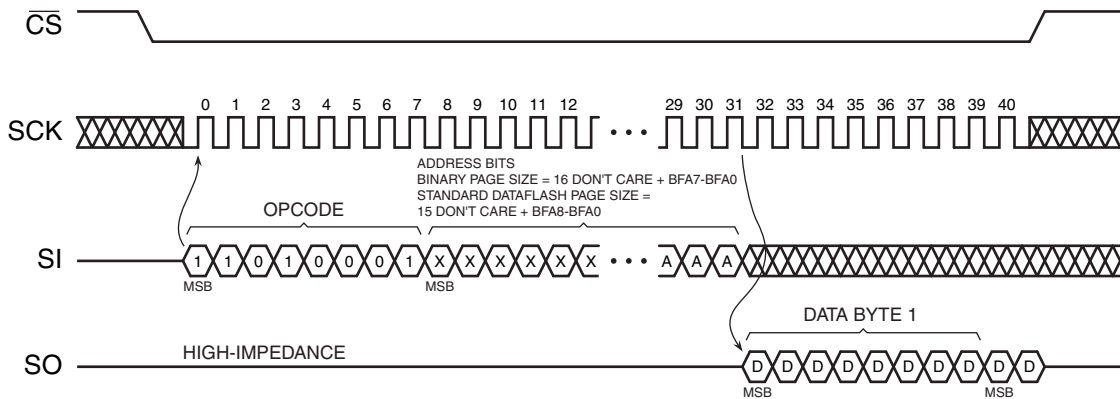 CS
SCK
0 1 2 3 4 5 6 7 8 9 10 11 12 29 30 31 32 33 34 35 36 37 38 39 40
ADDRESS BITS
BINARY PAGE SIZE = 16 DON'T CARE + BFA7-BFA0
STANDARD DATAFLASH PAGE SIZE =
15 DON'T CARE + BFA8-BFA0
OPCODE
SI
1 1 0 1 0 0 0 1 X X X X X X A A A
MSB MSB
DATA BYTE 1
HIGH-IMPEDANCE
SO
D D D D D D D D D D
MSB MSB